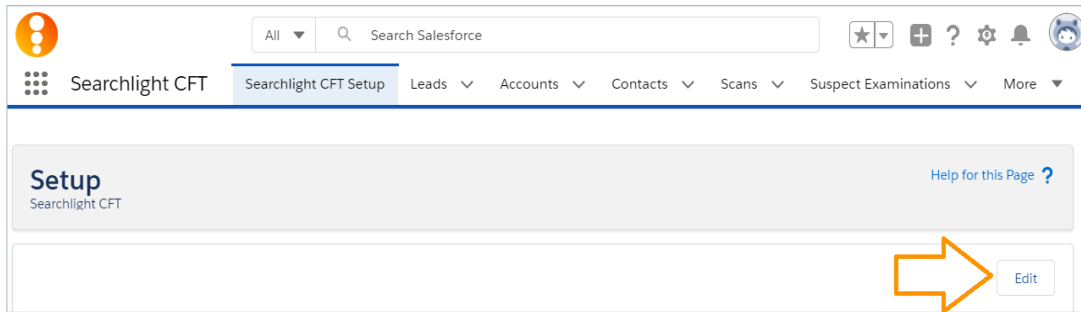 All Search Salesforce
Searchlight CFT Searchlight CFT Setup Leads Accounts Contacts Scans Suspect Examinations More
Setup Help for this Page ?
Searchlight CFT
Edit